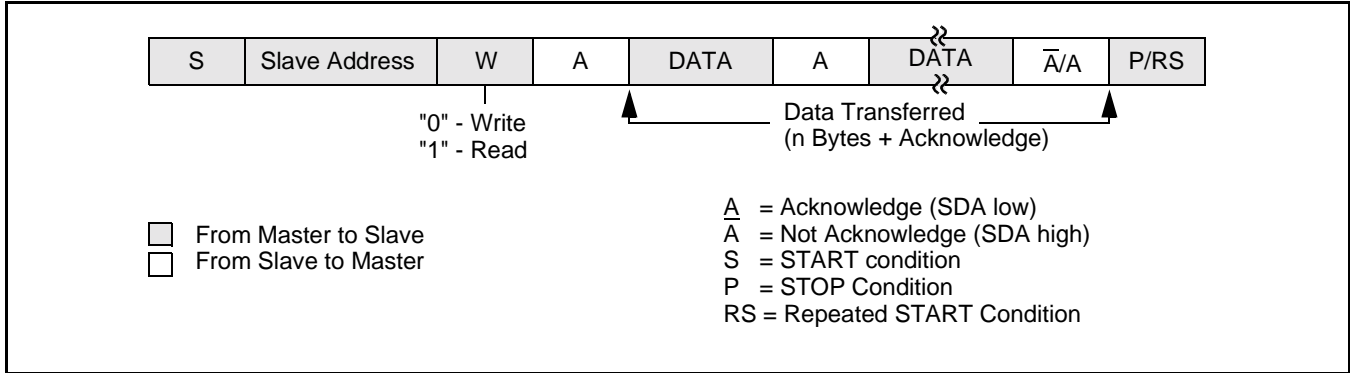 S Slave Address W A DATA A DATA A̅/A P/RS
"0" - Write
"1" - Read
Data Transferred
(n Bytes + Acknowledge)
From Master to Slave
From Slave to Master
A = Acknowledge (SDA low)
A̅ = Not Acknowledge (SDA high)
S = START condition
P = STOP Condition
RS = Repeated START Condition